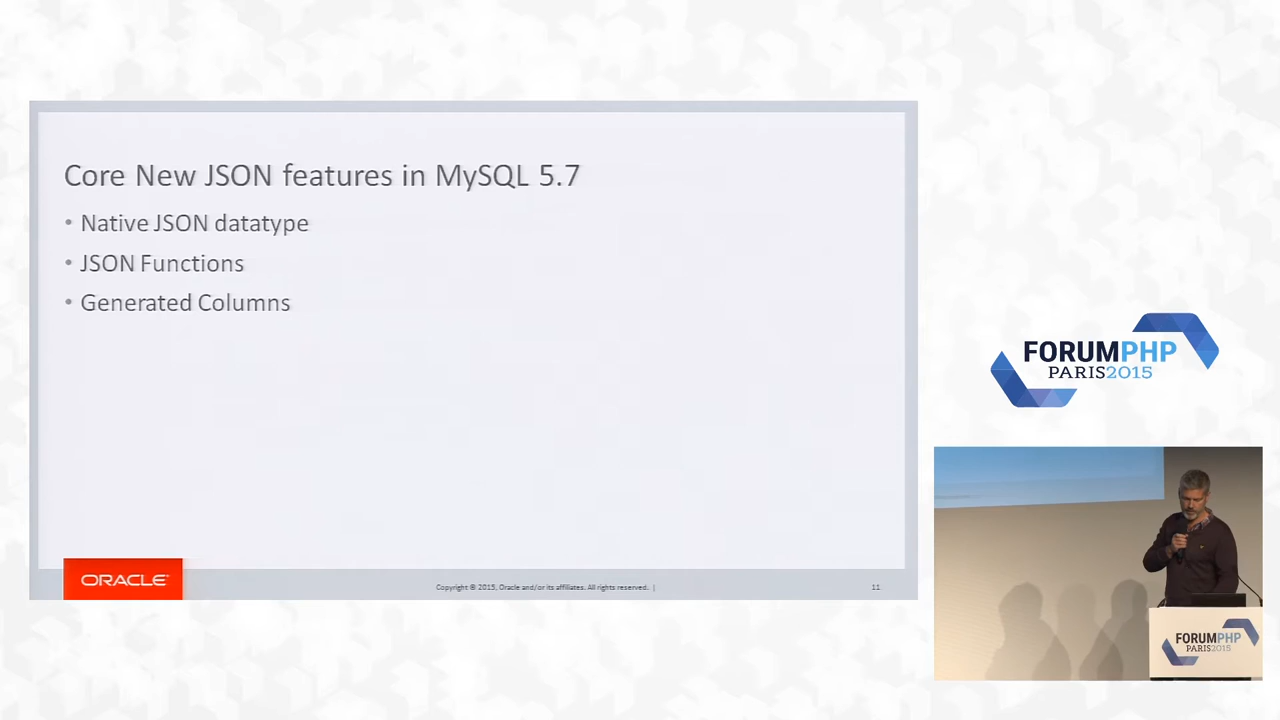 Core New JSON features in MySQL 5.7
• Native JSON datatype
• JSON Functions
• Generated Columns
ORACLE
Copyright © 2015, Oracle and/or its affiliates. All rights reserved. |
11
FORUMPHP
PARIS2015
FORUMPHP
PARIS2015